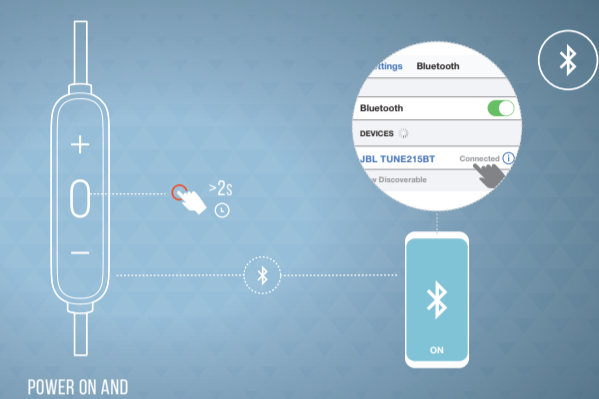 >2s
ttings Bluetooth
Bluetooth
DEVICES
JBL TUNE215BT Connected
w Discoverable
ON
POWER ON AND